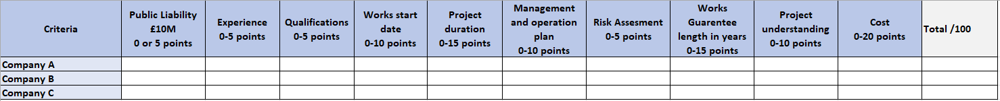 Criteria
Public Liability
£10M
0 or 5 points
Experience
0-5 points
Qualifications
0-5 points
Works start
date
0-10 points
Project
duration
0-15 points
Management
and operation
plan
0-10 points
Risk Assesment
0-5 points
Works
Guarentee
length in years
0-15 points
Project
understanding
0-10 points
Cost
0-20 points
Total /100
Company A
Company B
Company C